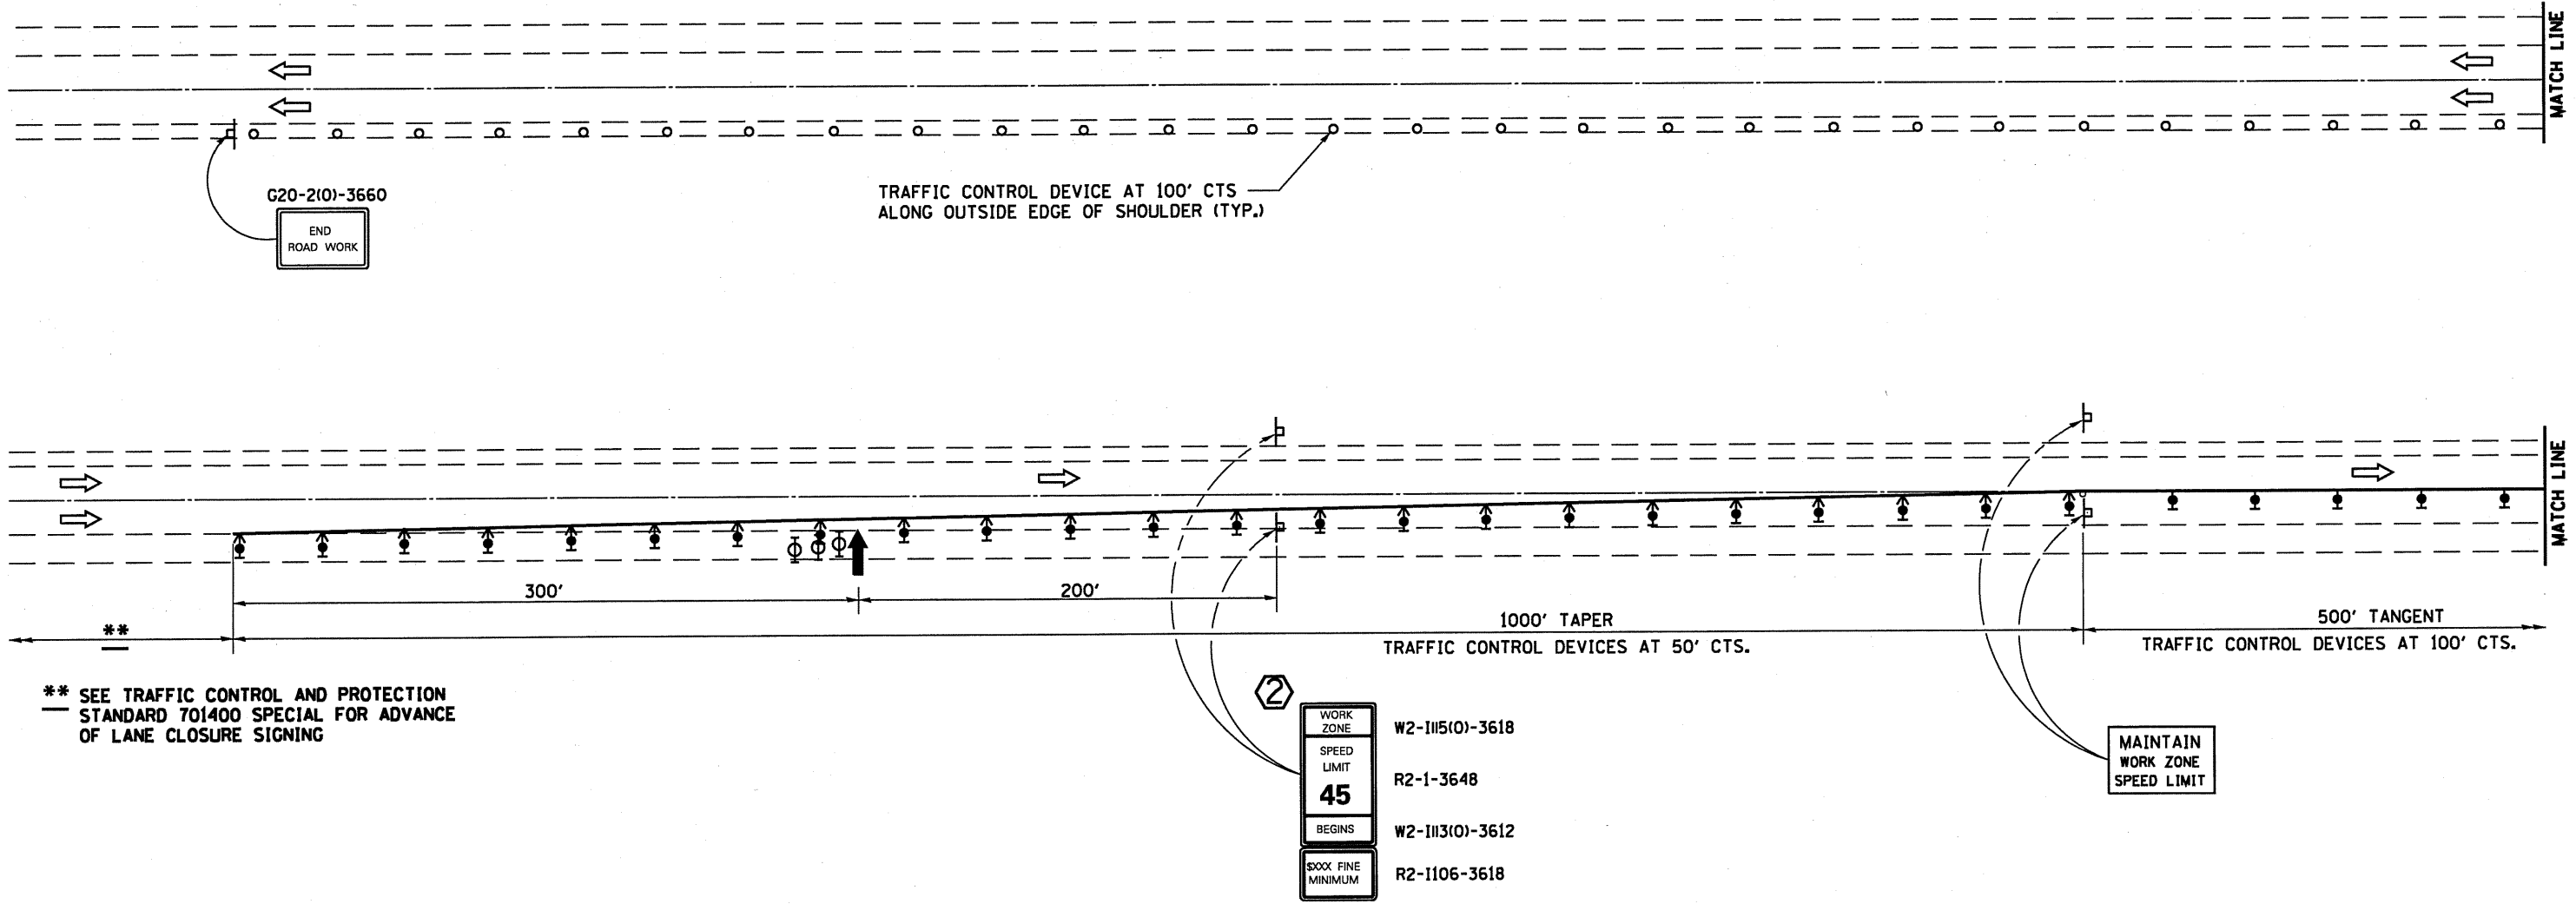 MATCH LINE
G20-2(0)-3660
END
ROAD WORK
TRAFFIC CONTROL DEVICE AT 100' CTS
ALONG OUTSIDE EDGE OF SHOULDER (TYP.)
MATCH LINE
300'
200'
**
1000' TAPER
TRAFFIC CONTROL DEVICES AT 50' CTS.
500' TANGENT
TRAFFIC CONTROL DEVICES AT 100' CTS.
** SEE TRAFFIC CONTROL AND PROTECTION
STANDARD 701400 SPECIAL FOR ADVANCE
OF LANE CLOSURE SIGNING
2
WORK
ZONE
W2-I115(0)-3618
SPEED
LIMIT
45
R2-1-3648
BEGINS
W2-I113(0)-3612
$XXX FINE
MINIMUM
R2-I106-3618
MAINTAIN
WORK ZONE
SPEED LIMIT